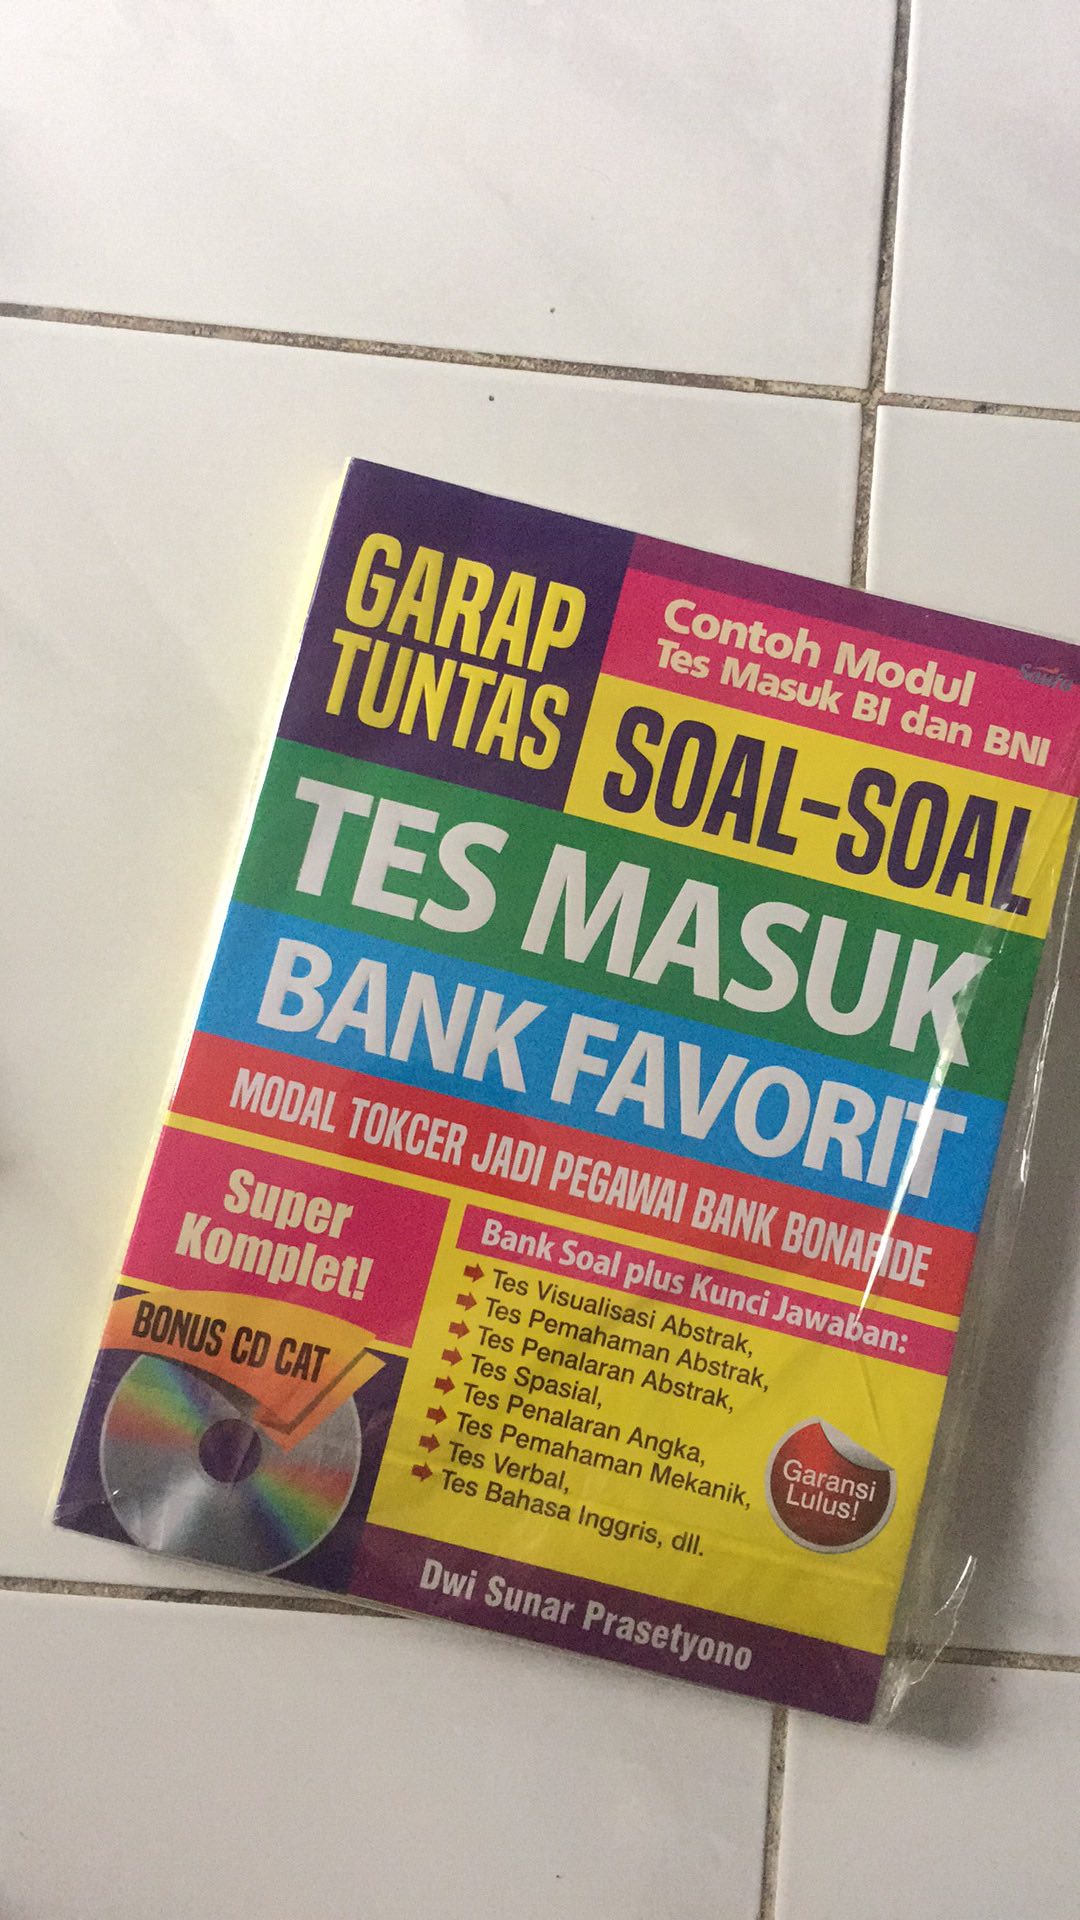 GARAP
TUNTAS
Contoh Modul
Tes Masuk BI dan BNI
Saufa
SOAL-SOAL
TES MASUK
BANK FAVORIT
MODAL TOKCER JADI PEGAWAI BANK BONAFIDE
Super
Komplet!
BONUS CD CAT
Bank Soal plus Kunci Jawaban:
Tes Visualisasi Abstrak,
Tes Pemahaman Abstrak,
Tes Penalaran Abstrak,
Tes Spasial,
Tes Penalaran Angka,
Tes Pemahaman Mekanik,
Tes Verbal,
Tes Bahasa Inggris, dll.
Garansi
Lulus!
Dwi Sunar Prasetyono